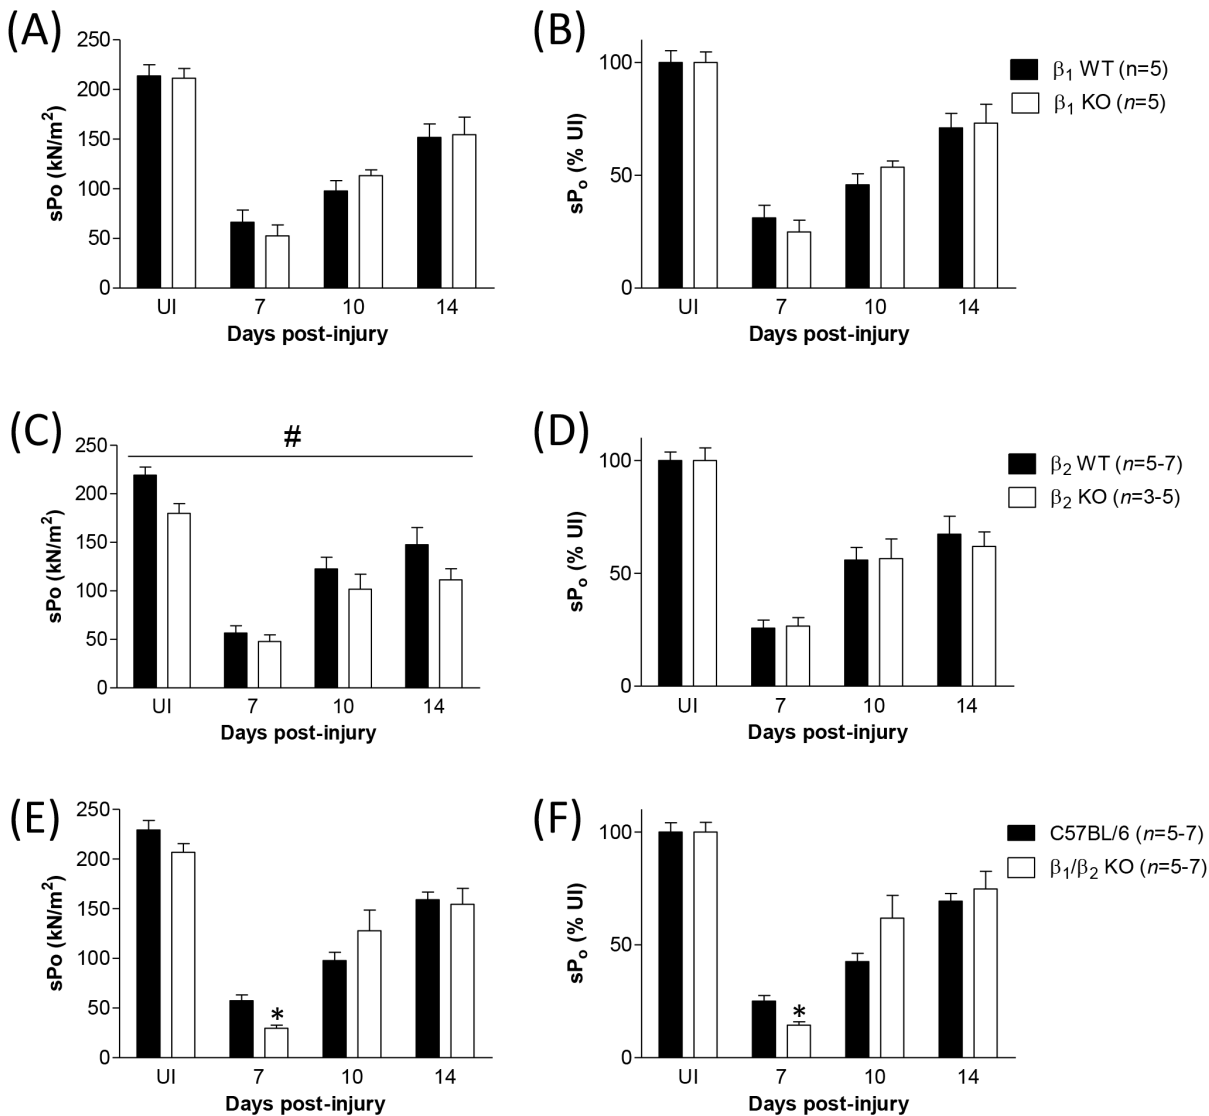 (A)
250
200
150
100
50
0
sPo (kN/m²)
UI 7 10 14
Days post-injury
(B)
100
50
0
sPₒ (% UI)
UI 7 10 14
Days post-injury
β₁ WT (n=5)
β₁ KO (n=5)
(C)
#
250
200
150
100
50
0
sPo (kN/m²)
UI 7 10 14
Days post-injury
(D)
100
50
0
sPₒ (% UI)
UI 7 10 14
Days post-injury
β₂ WT (n=5-7)
β₂ KO (n=3-5)
(E)
250
200
150
100
50
0
sPo (kN/m²)
*
UI 7 10 14
Days post-injury
(F)
100
50
0
sPₒ (% UI)
*
UI 7 10 14
Days post-injury
C57BL/6 (n=5-7)
β₁/β₂ KO (n=5-7)